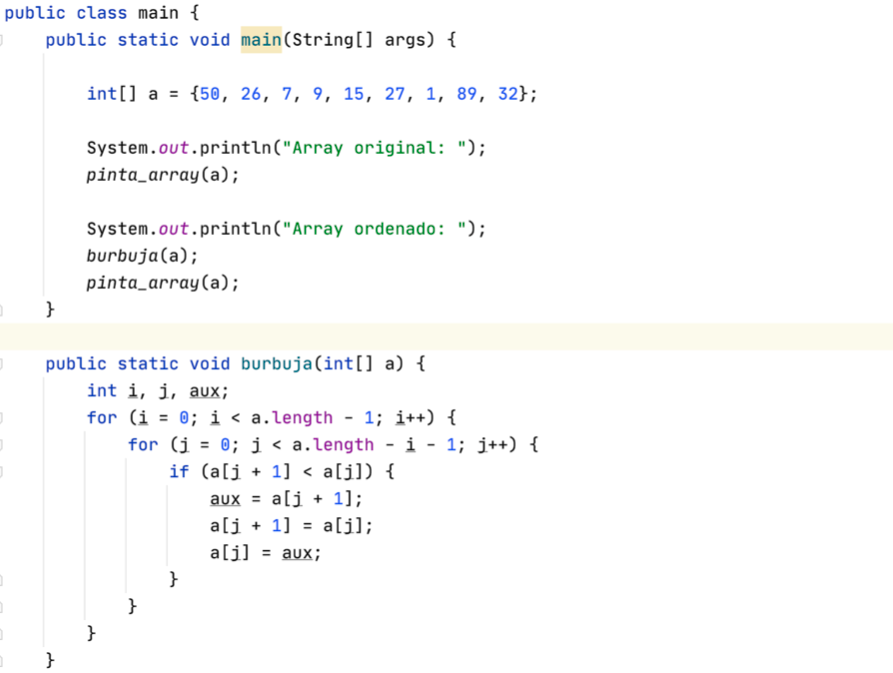 public class main {
    public static void main(String[] args) {
        int[] a = {50, 26, 7, 9, 15, 27, 1, 89, 32};
        System.out.println("Array original: ");
        pinta_array(a);
        System.out.println("Array ordenado: ");
        burbuja(a);
        pinta_array(a);
    }
    public static void burbuja(int[] a) {
        int i, j, aux;
        for (i = 0; i < a.length - 1; i++) {
            for (j = 0; j < a.length - i - 1; j++) {
                if (a[j + 1] < a[j]) {
                    aux = a[j + 1];
                    a[j + 1] = a[j];
                    a[j] = aux;
                }
            }
        }
    }